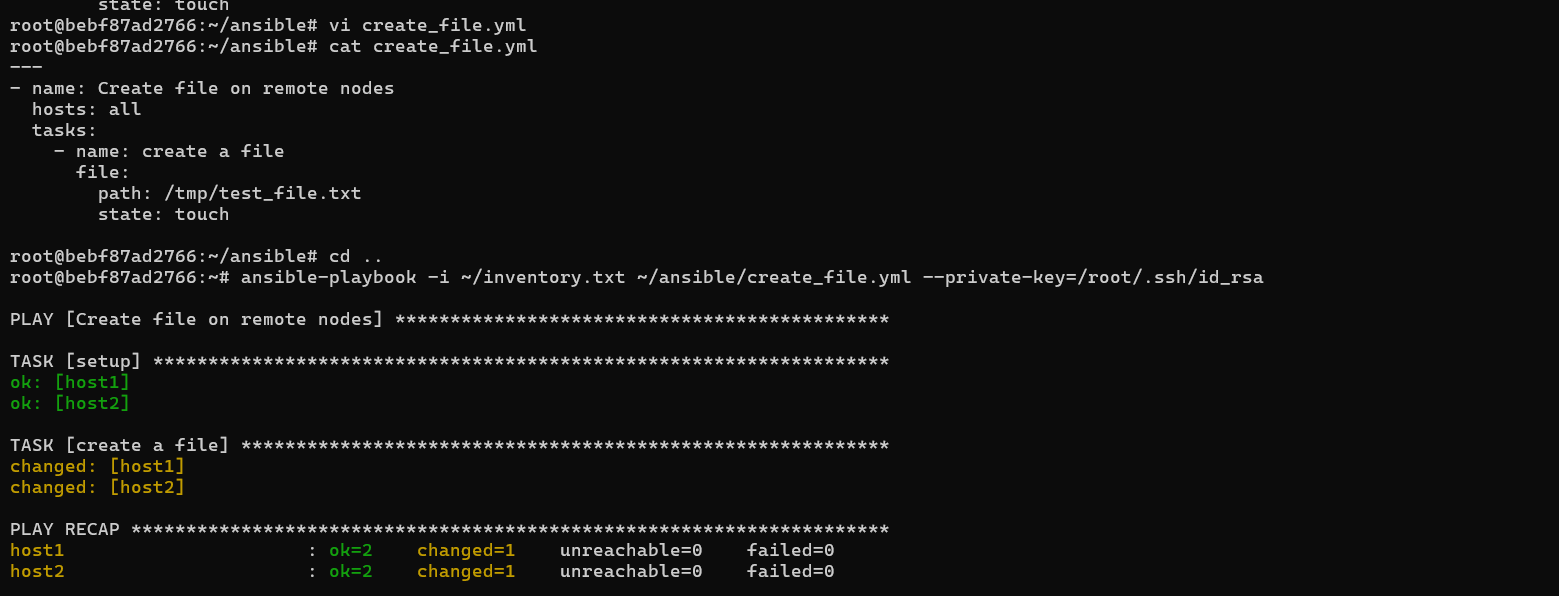 state: touch
root@bebf87ad2766:~/ansible# vi create_file.yml
root@bebf87ad2766:~/ansible# cat create_file.yml
---
- name: Create file on remote nodes
  hosts: all
  tasks:
    - name: create a file
      file:
        path: /tmp/test_file.txt
        state: touch

root@bebf87ad2766:~/ansible# cd ..
root@bebf87ad2766:~# ansible-playbook -i ~/inventory.txt ~/ansible/create_file.yml --private-key=/root/.ssh/id_rsa

PLAY [Create file on remote nodes] *********************************************

TASK [setup] *******************************************************************
ok: [host1]
ok: [host2]

TASK [create a file] ***********************************************************
changed: [host1]
changed: [host2]

PLAY RECAP *********************************************************************
host1                      : ok=2    changed=1    unreachable=0    failed=0
host2                      : ok=2    changed=1    unreachable=0    failed=0